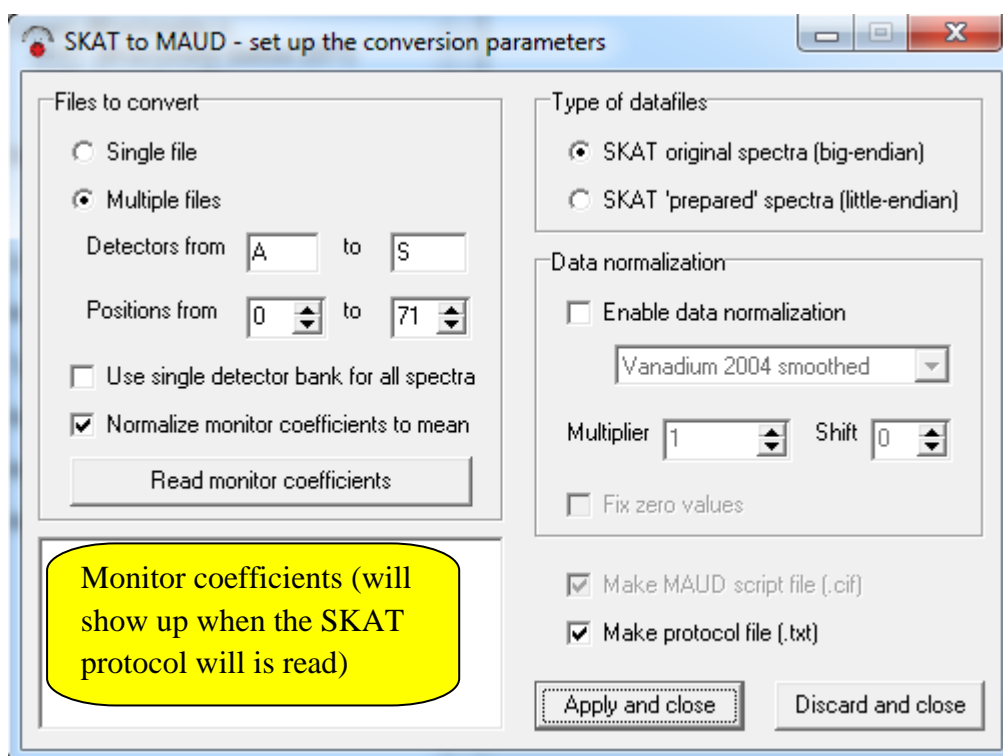 SKAT to MAUD - set up the conversion parameters
Files to convert
Single file
Multiple files
Detectors from A to S
Positions from 0 to 71
Use single detector bank for all spectra
Normalize monitor coefficients to mean
Read monitor coefficients
Monitor coefficients (will
show up when the SKAT
protocol will is read)
Type of datafiles
SKAT original spectra (big-endian)
SKAT 'prepared' spectra (little-endian)
Data normalization
Enable data normalization
Vanadium 2004 smoothed
Multiplier 1 Shift 0
Fix zero values
Make MAUD script file (.cif)
Make protocol file (.txt)
Apply and close Discard and close